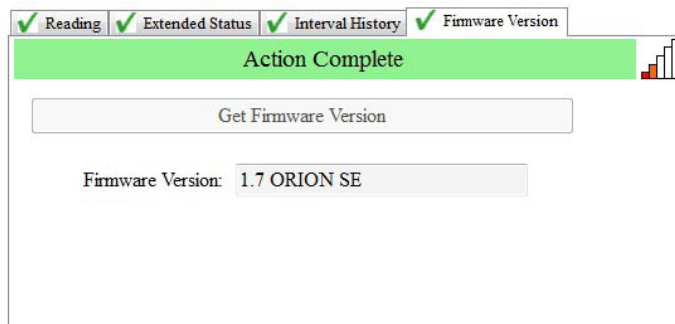 Reading Extended Status Interval History Firmware Version
Action Complete
Get Firmware Version
Firmware Version: 1.7 ORION SE